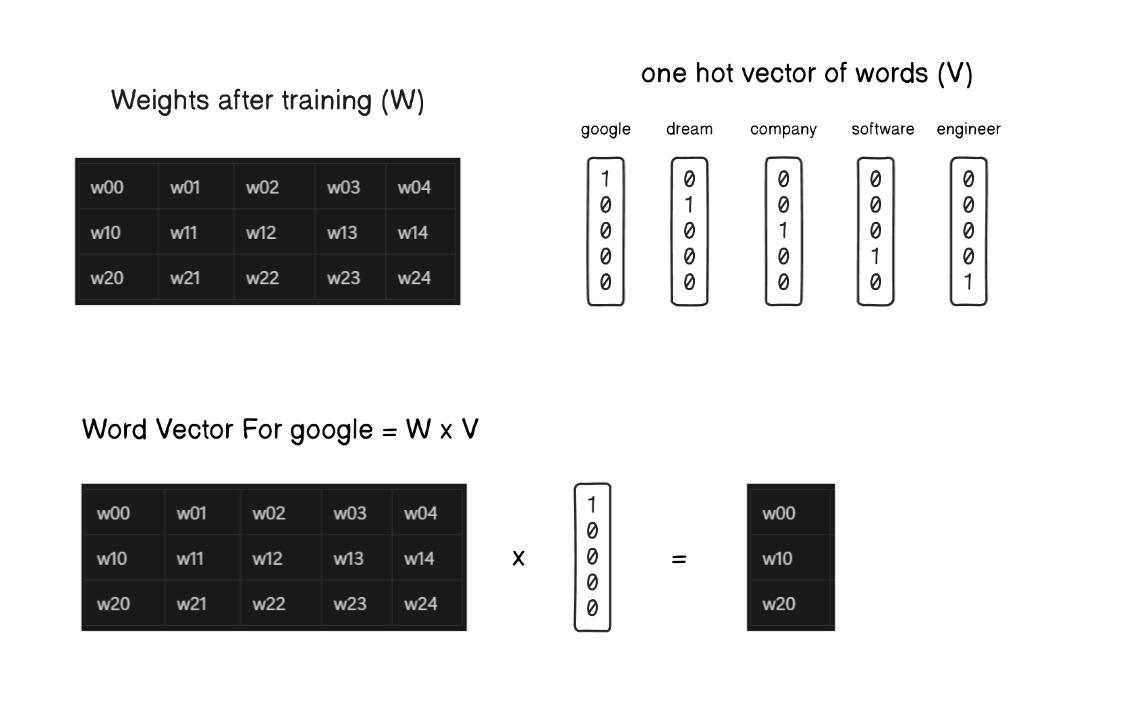 one hot vector of words (V)
Weights after training (W)
google dream company software engineer
w00 w01 w02 w03 w04
w10 w11 w12 w13 w14
w20 w21 w22 w23 w24
1 0 0 0 0
0 1 0 0 0
0 0 1 0 0
0 0 0 1 0
0 0 0 0 1
Word Vector For google = W x V
w00 w01 w02 w03 w04
w10 w11 w12 w13 w14
w20 w21 w22 w23 w24
x
1
0
0
0
0
=
w00
w10
w20